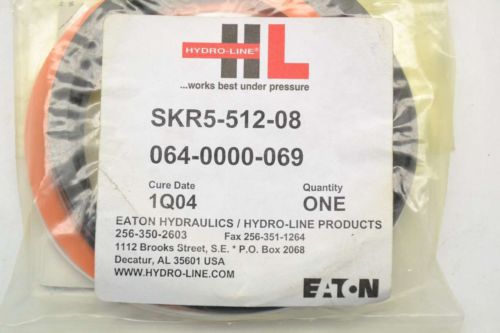 HYDRO-LINE®
HL
...works best under pressure
SKR5-512-08
064-0000-069
Cure Date Quantity
1Q04 ONE
EATON HYDRAULICS / HYDRO-LINE PRODUCTS
256-350-2603 Fax 256-351-1264
1112 Brooks Street, S.E. * P.O. Box 2068
Decatur, AL 35601 USA
WWW.HYDRO-LINE.COM
EATON